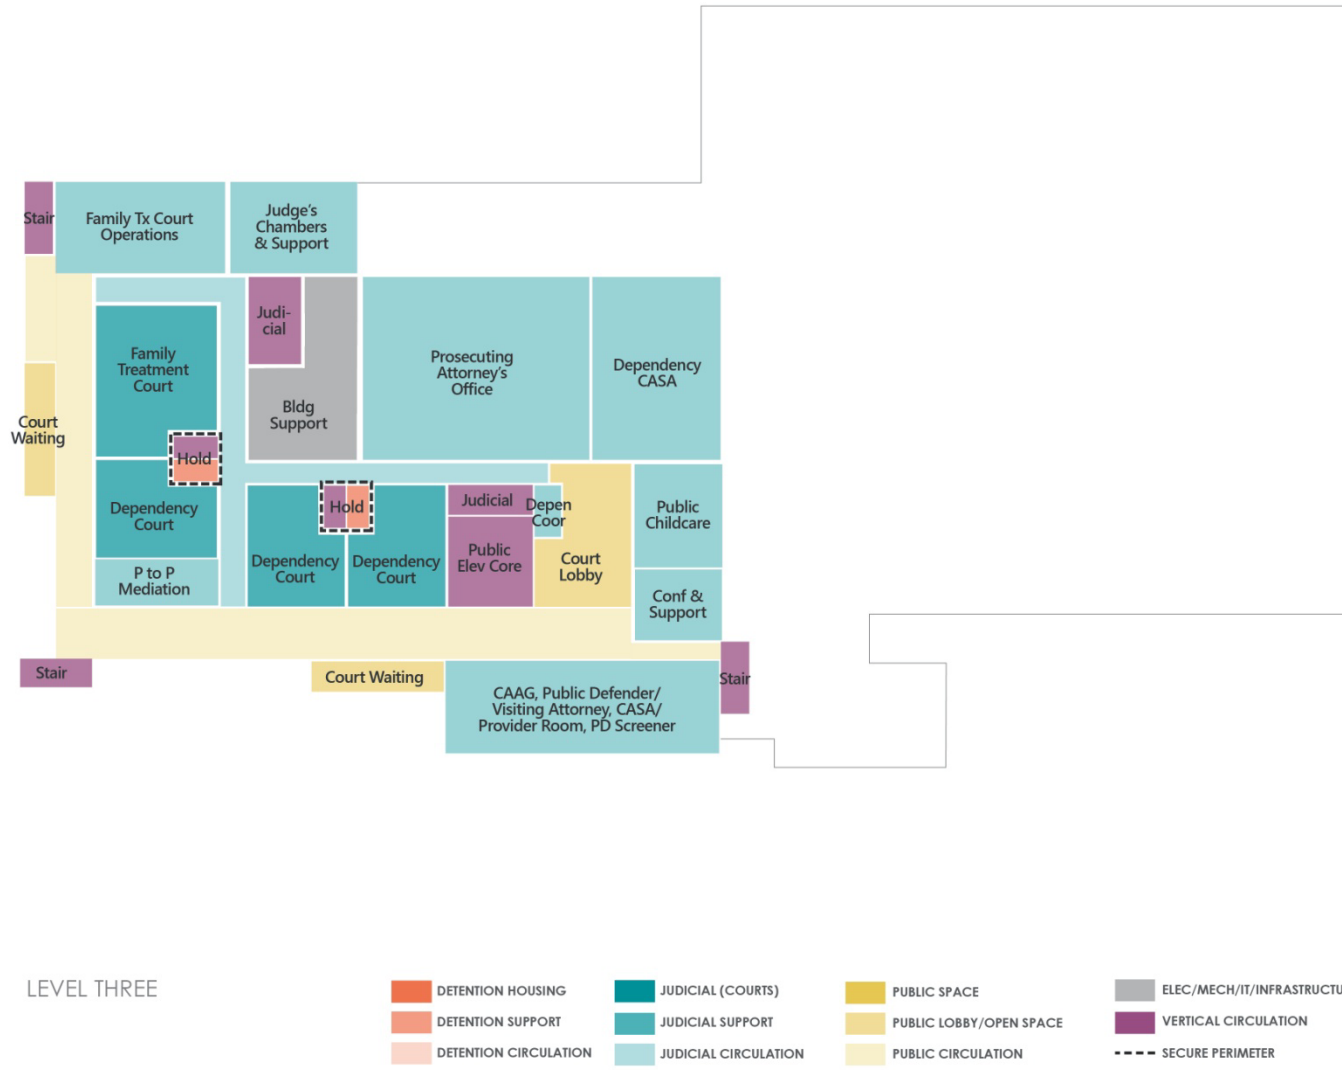 Stair
Family Tx Court
Operations
Judge's
Chambers
& Support
Judi-
cial
Family
Treatment
Court
Prosecuting
Attorney's
Office
Dependency
CASA
Bldg
Support
Court
Waiting
Hold
Dependency
Court
P to P
Mediation
Hold
Dependency
Court
Dependency
Court
Judicial
Public
Elev Core
Depen
Coor
Court
Lobby
Public
Childcare
Conf &
Support
Stair
Court Waiting
CAAG, Public Defender/
Visiting Attorney, CASA/
Provider Room, PD Screener
Stair
LEVEL THREE
DETENTION HOUSING
DETENTION SUPPORT
DETENTION CIRCULATION
JUDICIAL (COURTS)
JUDICIAL SUPPORT
JUDICIAL CIRCULATION
PUBLIC SPACE
PUBLIC LOBBY/OPEN SPACE
PUBLIC CIRCULATION
ELEC/MECH/IT/INFRASTRUCTU
VERTICAL CIRCULATION
SECURE PERIMETER